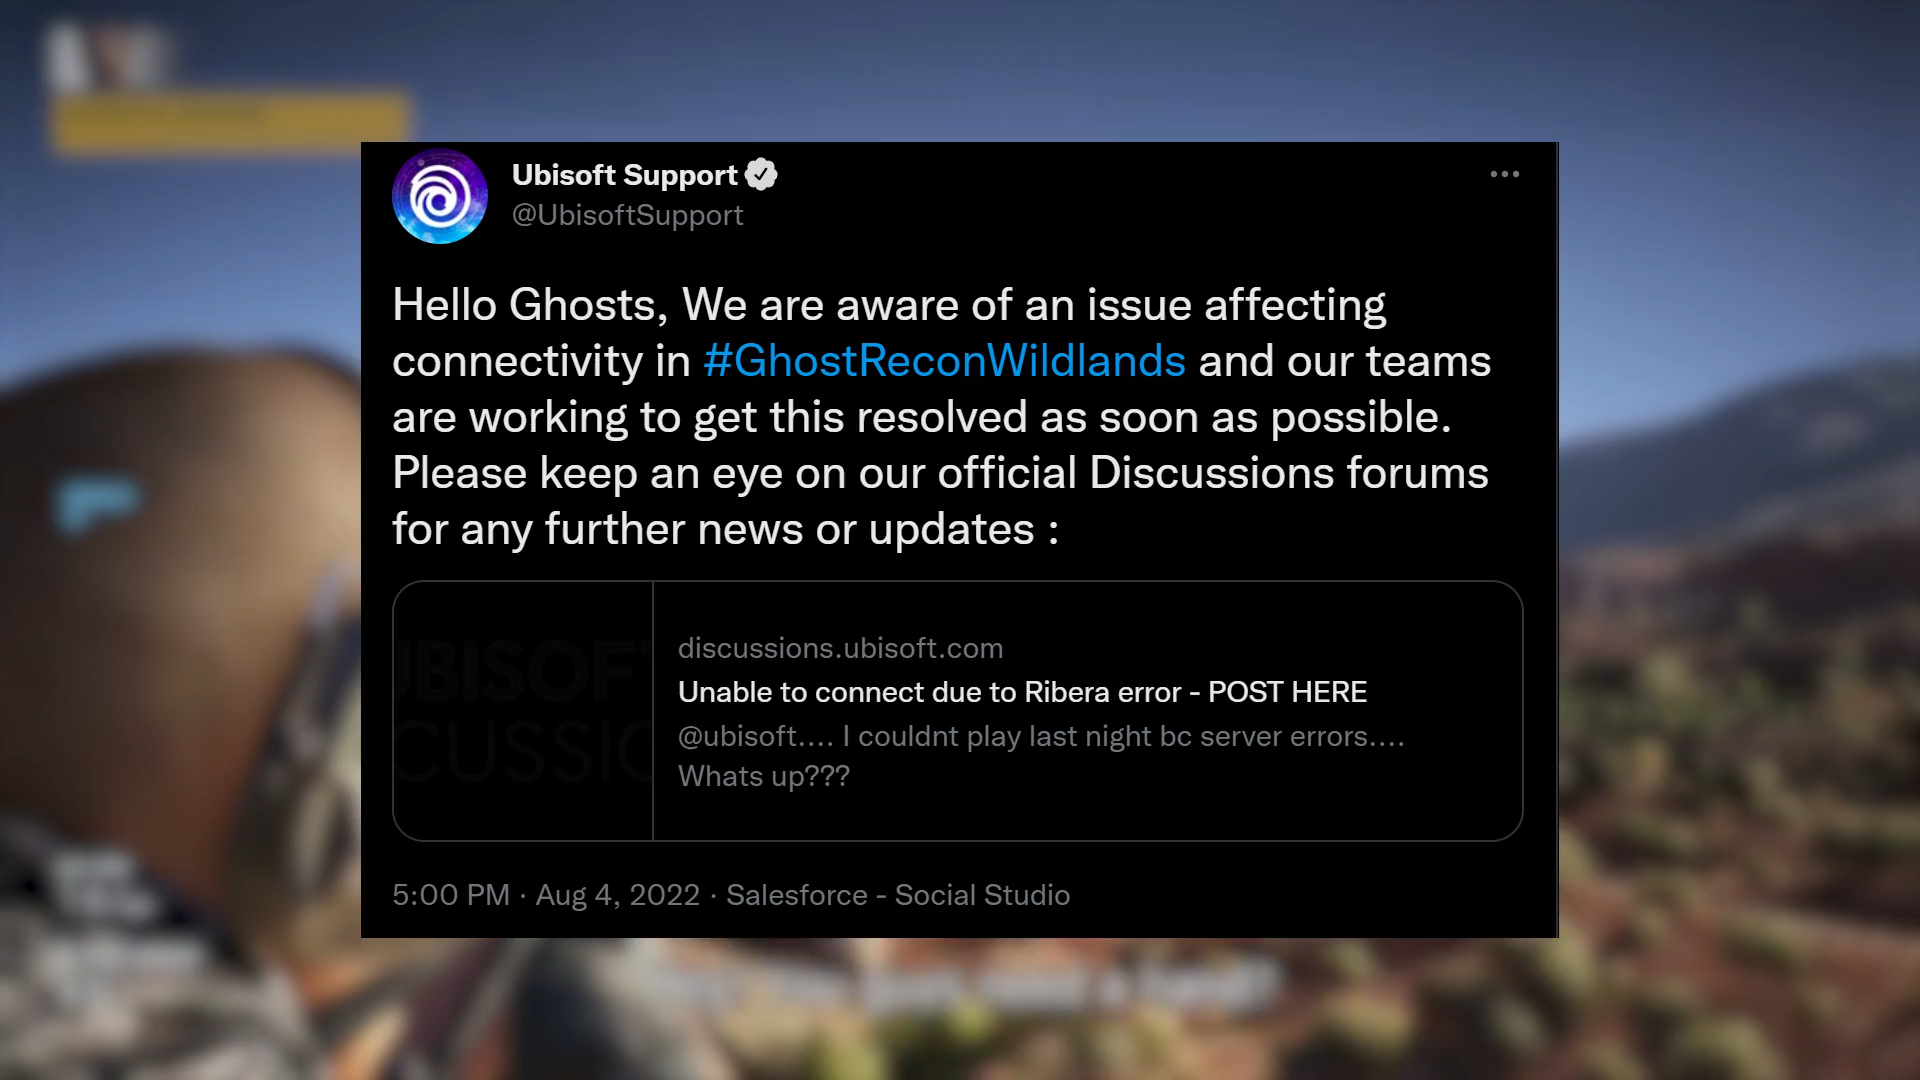 Ubisoft Support
@UbisoftSupport
Hello Ghosts, We are aware of an issue affecting
connectivity in #GhostReconWildlands and our teams
are working to get this resolved as soon as possible.
Please keep an eye on our official Discussions forums
for any further news or updates :
discussions.ubisoft.com
Unable to connect due to Ribera error - POST HERE
@ubisoft.... I couldnt play last night bc server errors....
Whats up???
5:00 PM · Aug 4, 2022 · Salesforce - Social Studio